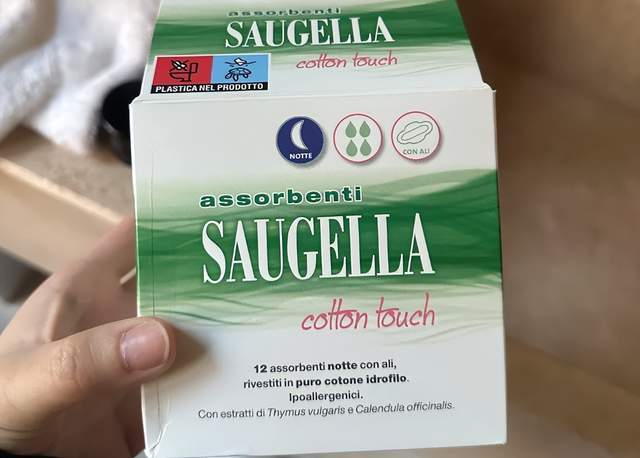 assorbenti
SAUGELLA
cotton touch
PLASTICA NEL PRODOTTO
NOTTE
CON ALI
assorbenti
SAUGELLA
cotton touch
12 assorbenti notte con ali,
rivestiti in puro cotone idrofilo.
Ipoallergenici.
Con estratti di Thymus vulgaris e Calendula officinalis.